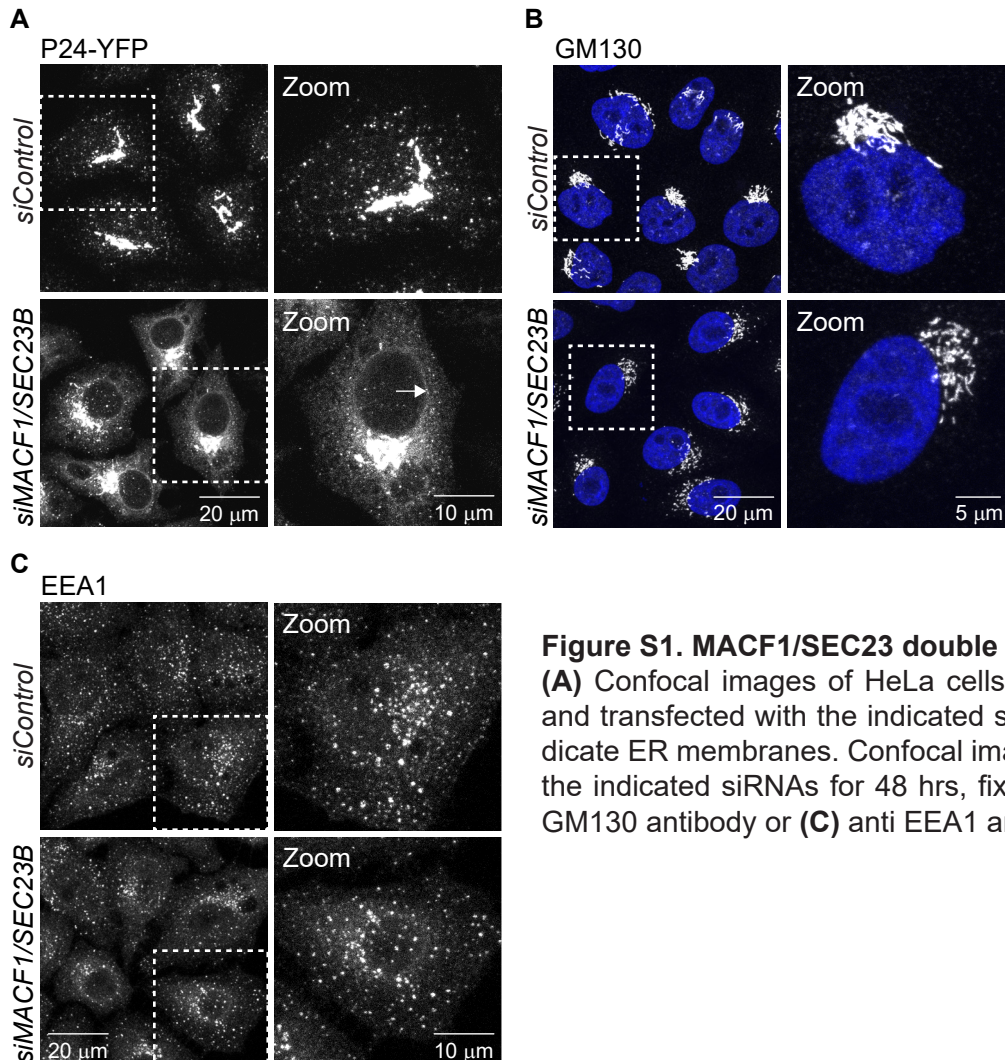 A
P24-YFP
siControl
Zoom
siMACF1/SEC23B
Zoom
20 μm
10 μm
B
GM130
siControl
Zoom
siMACF1/SEC23B
Zoom
20 μm
5 μm
C
EEA1
siControl
Zoom
siMACF1/SEC23B
Zoom
20 μm
10 μm
Figure S1. MACF1/SEC23 double
(A) Confocal images of HeLa cells
and transfected with the indicated s
dicate ER membranes. Confocal ima
the indicated siRNAs for 48 hrs, fix
GM130 antibody or (C) anti EEA1 a